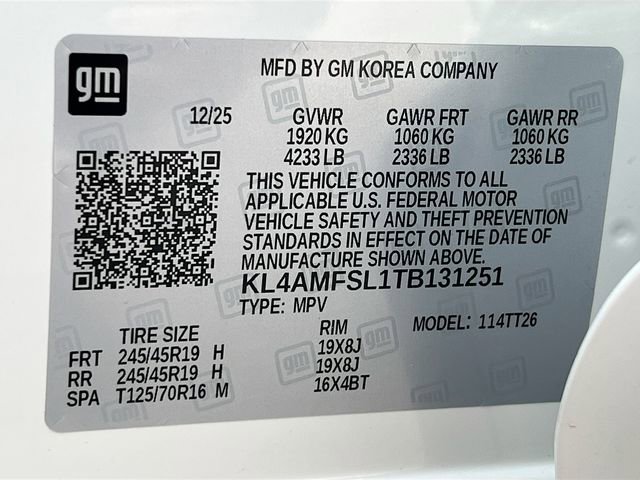 gm
MFD BY GM KOREA COMPANY
12/25 GVWR GAWR FRT GAWR RR
1920 KG 1060 KG 1060 KG
4233 LB 2336 LB 2336 LB
THIS VEHICLE CONFORMS TO ALL
APPLICABLE U.S. FEDERAL MOTOR
VEHICLE SAFETY AND THEFT PREVENTION
STANDARDS IN EFFECT ON THE DATE OF
MANUFACTURE SHOWN ABOVE.
KL4AMFSL1TB131251
TYPE: MPV
TIRE SIZE RIM MODEL: 114TT26
FRT 245/45R19 H 19X8J
RR 245/45R19 H 19X8J
SPA T125/70R16 M 16X4BT